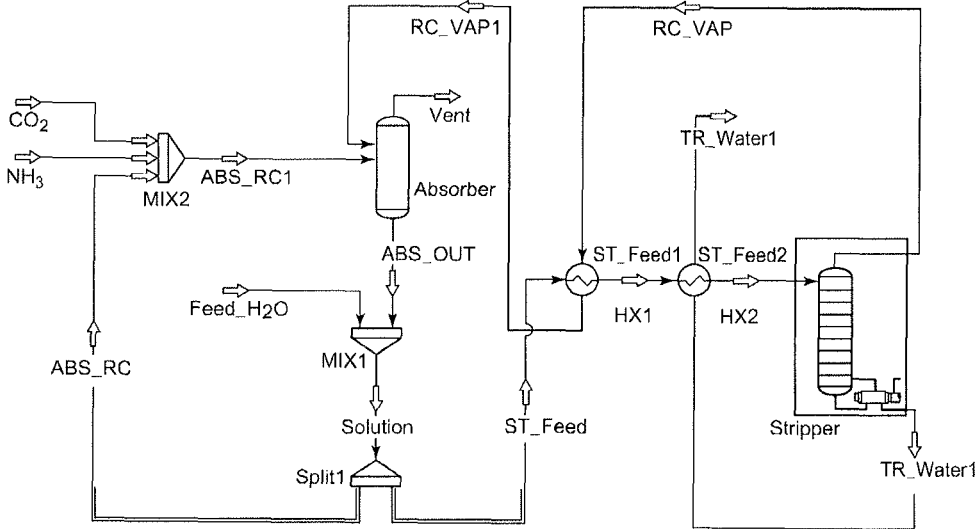 RC_VAP1
RC_VAP
CO2
Vent
TR_Water1
NH3
MIX2
ABS_RC1
Absorber
ABS_OUT
ST_Feed1
ST_Feed2
Feed_H2O
HX1
HX2
MIX1
ABS_RC
Solution
ST_Feed
Stripper
Split1
TR_Water1